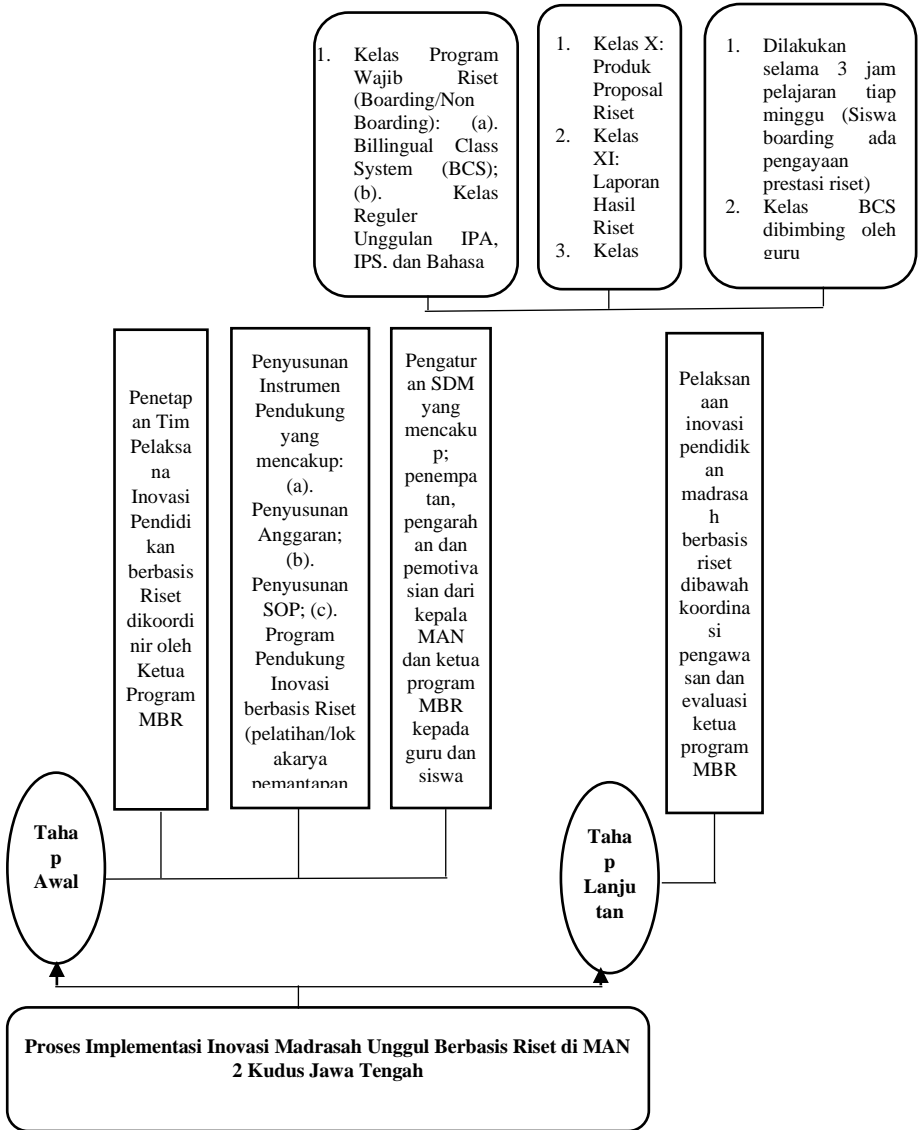 1. Kelas Program
Wajib Riset
(Boarding/Non
Boarding): (a).
Billingual Class
System (BCS);
(b). Kelas
Reguler
Unggulan IPA,
IPS, dan Bahasa
1. Kelas X:
Produk
Proposal
Riset
2. Kelas
XI:
Laporan
Hasil
Riset
3. Kelas
1. Dilakukan
selama 3 jam
pelajaran tiap
minggu (Siswa
boarding ada
pengayaan
prestasi riset)
2. Kelas BCS
dibimbing oleh
guru
Penetap
an Tim
Pelaksa
na
Inovasi
Pendidi
kan
berbasis
Riset
dikoordi
nir oleh
Ketua
Program
MBR
Penyusunan
Instrumen
Pendukung
yang
mencakup:
(a).
Penyusunan
Anggaran;
(b).
Penyusunan
SOP; (c).
Program
Pendukung
Inovasi
berbasis Riset
(pelatihan/lok
akarya
pemantapan
Pengatur
an SDM
yang
mencaku
p;
penempa
tan,
pengarah
an dan
pemotiva
sian dari
kepala
MAN
dan ketua
program
MBR
kepada
guru dan
siswa
Pelaksan
aan
inovasi
pendidik
an
madrasa
h
berbasis
riset
dibawah
koordina
si
pengawa
san dan
evaluasi
ketua
program
MBR
Taha
p
Awal
Taha
p
Lanju
tan
Proses Implementasi Inovasi Madrasah Unggul Berbasis Riset di MAN
2 Kudus Jawa Tengah